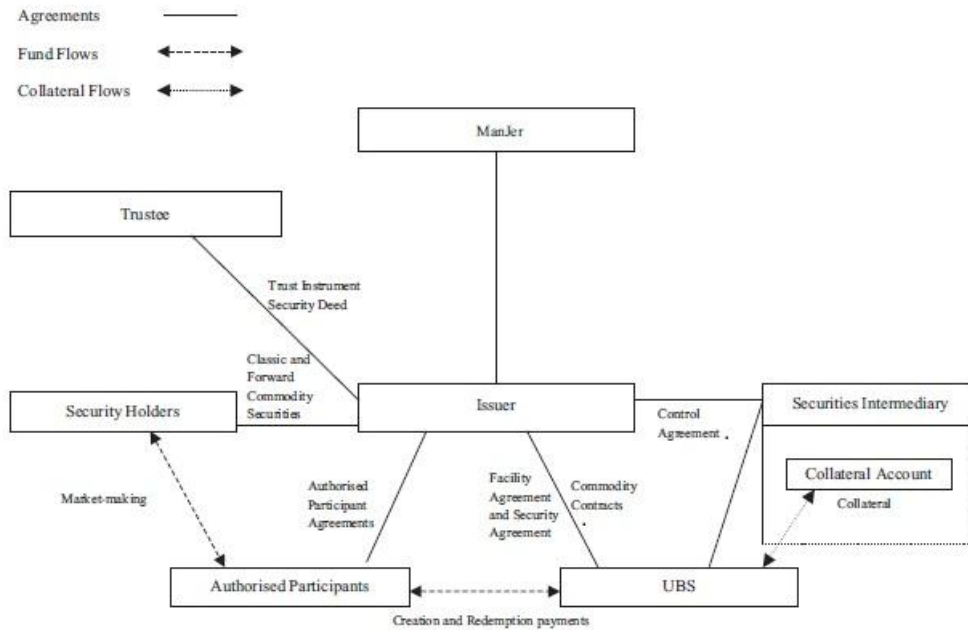 Agreements
Fund Flows
Collateral Flows
ManJer
Trustee
Trust Instrument
Security Deed
Classic and
Forward
Commodity
Securities
Security Holders
Issuer
Control
Agreement .
Securities Intermediary
Collateral Account
Collateral
Market-making
Authorised
Participant
Agreements
Facility
Agreement
and Security
Agreement
Commodity
Contracts
.
Authorised Participants
UBS
Creation and Redemption payments